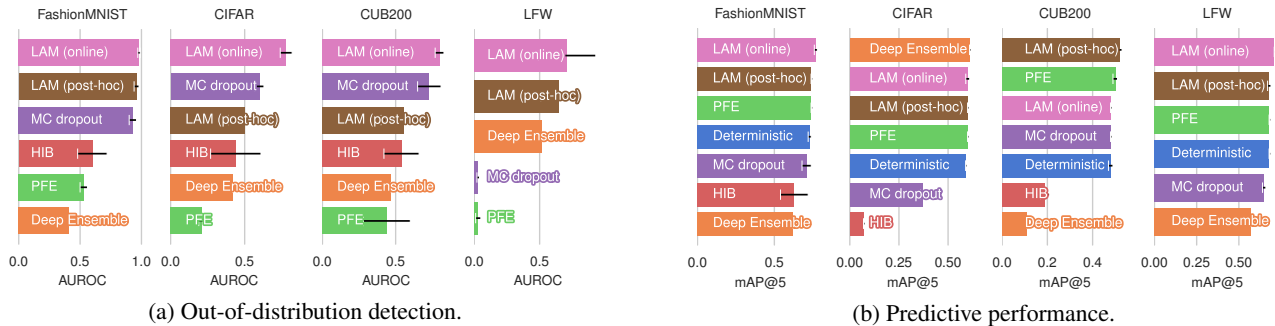 FashionMNIST
LAM (online)
LAM (post-hoc)
MC dropout
HIB
PFE
Deep Ensemble
0.0 0.5 1.0
AUROC
CIFAR
LAM (online)
MC dropout
LAM (post-hoc)
HIB
Deep Ensemble
PFE
0.0 0.5
AUROC
CUB200
LAM (online)
MC dropout
LAM (post-hoc)
HIB
Deep Ensemble
PFE
0.0 0.5
AUROC
LFW
LAM (online)
LAM (post-hoc)
Deep Ensemble
MC dropout
PFE
0.0 0.5
AUROC
(a) Out-of-distribution detection.
FashionMNIST
LAM (online)
LAM (post-hoc)
PFE
Deterministic
MC dropout
HIB
Deep Ensemble
0.0 0.5
mAP@5
CIFAR
Deep Ensemble
LAM (online)
LAM (post-hoc)
PFE
Deterministic
MC dropout
HIB
0.00 0.25 0.50
mAP@5
CUB200
LAM (post-hoc)
PFE
LAM (online)
MC dropout
Deterministic
HIB
Deep Ensemble
0.0 0.2 0.4
mAP@5
LFW
LAM (online)
LAM (post-hoc)
PFE
Deterministic
MC dropout
Deep Ensemble
0.00 0.25 0.50
mAP@5
(b) Predictive performance.